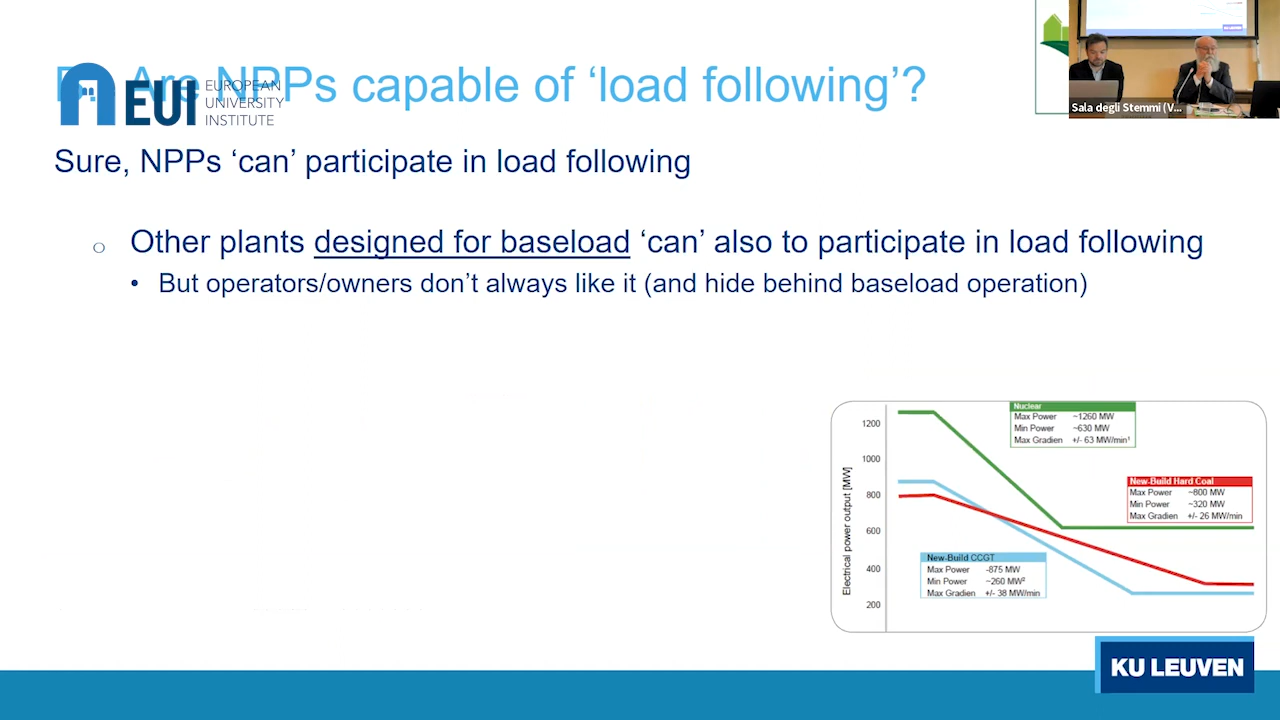 Are NPPs capable of ‘load following’?
EUI
EUROPEAN
UNIVERSITY
INSTITUTE
Sala degli Stemmi (V...
Sure, NPPs ‘can’ participate in load following
Other plants designed for baseload ‘can’ also to participate in load following
• But operators/owners don’t always like it (and hide behind baseload operation)
Electrical power output [MW]
1200
1000
800
600
400
200
Nuclear
Max Power ~1260 MW
Min Power ~630 MW
Max Gradien +/- 63 MW/min¹
New-Build Hard Coal
Max Power ~800 MW
Min Power ~320 MW
Max Gradien +/- 26 MW/min
New-Build CCGT
Max Power -875 MW
Min Power ~260 MW²
Max Gradien +/- 38 MW/min
KU LEUVEN